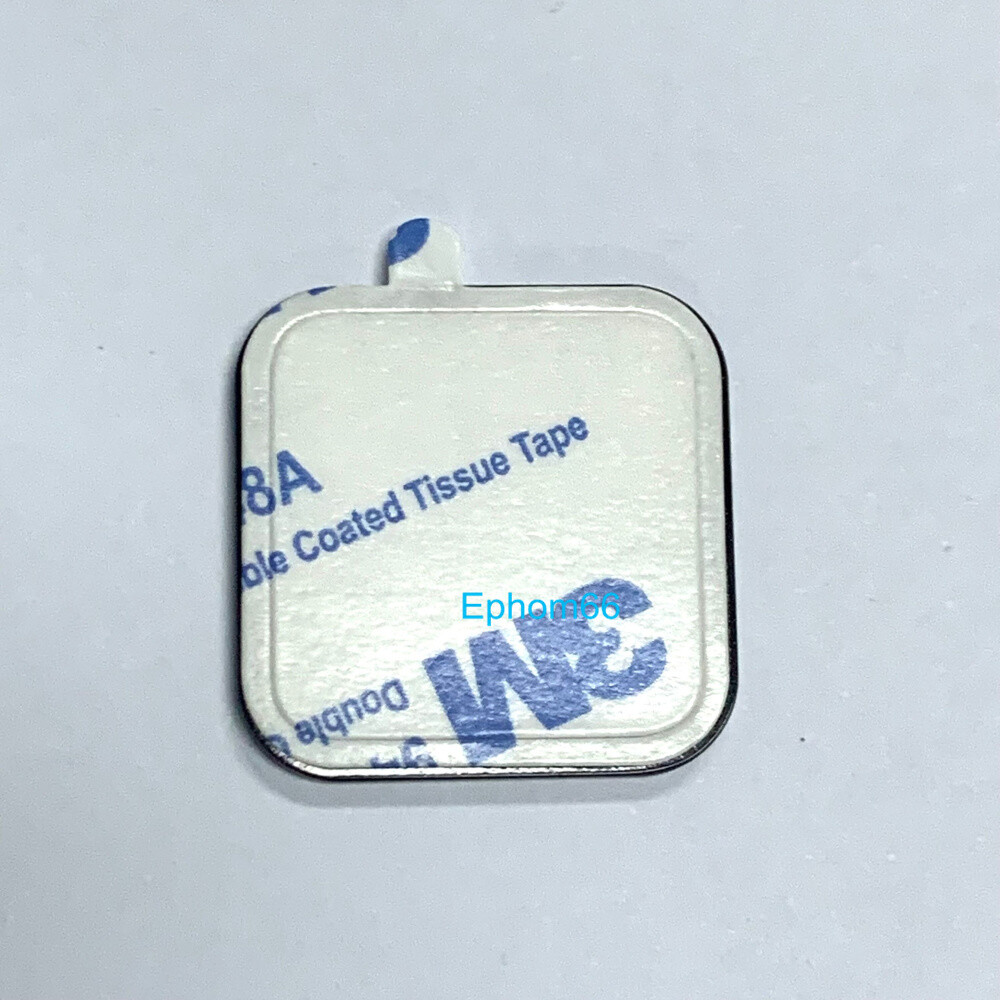 8A
ble Coated Tissue Tape
Ephom66
3M
Double